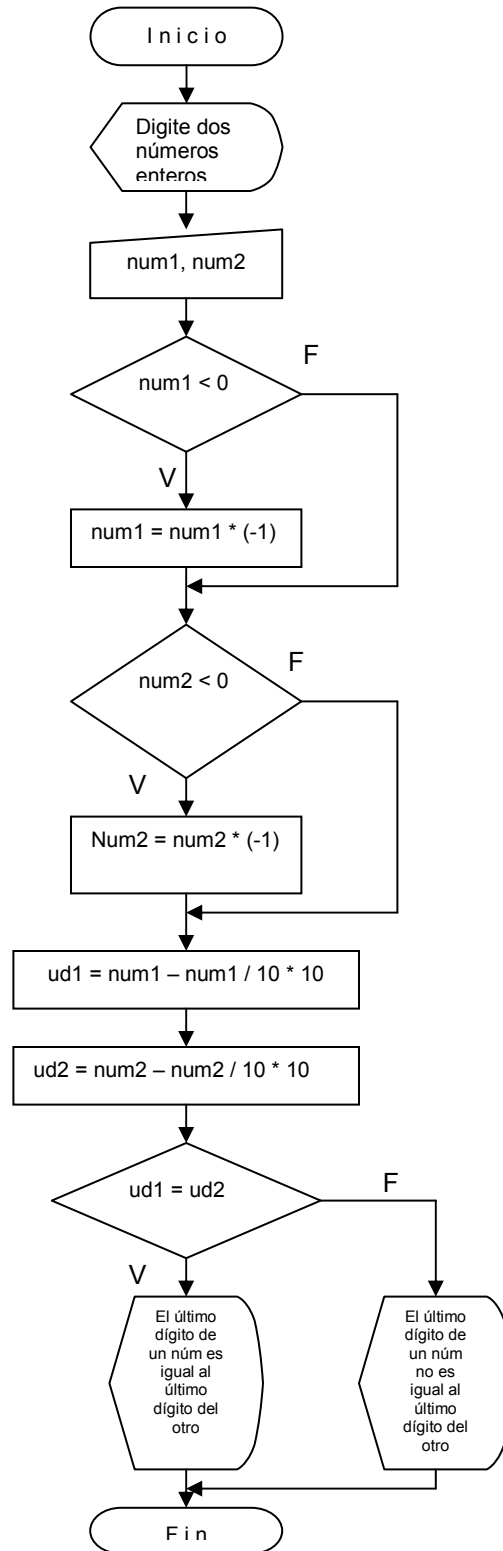 I n i c i o
Digite dos
números
enteros
num1, num2
num1 < 0
F
V
num1 = num1 * (-1)
num2 < 0
F
V
Num2 = num2 * (-1)
ud1 = num1 – num1 / 10 * 10
ud2 = num2 – num2 / 10 * 10
ud1 = ud2
F
V
El último
dígito de
un núm es
igual al
último
dígito del
otro
El último
dígito de
un núm
no es
igual al
último
dígito del
otro
F i n